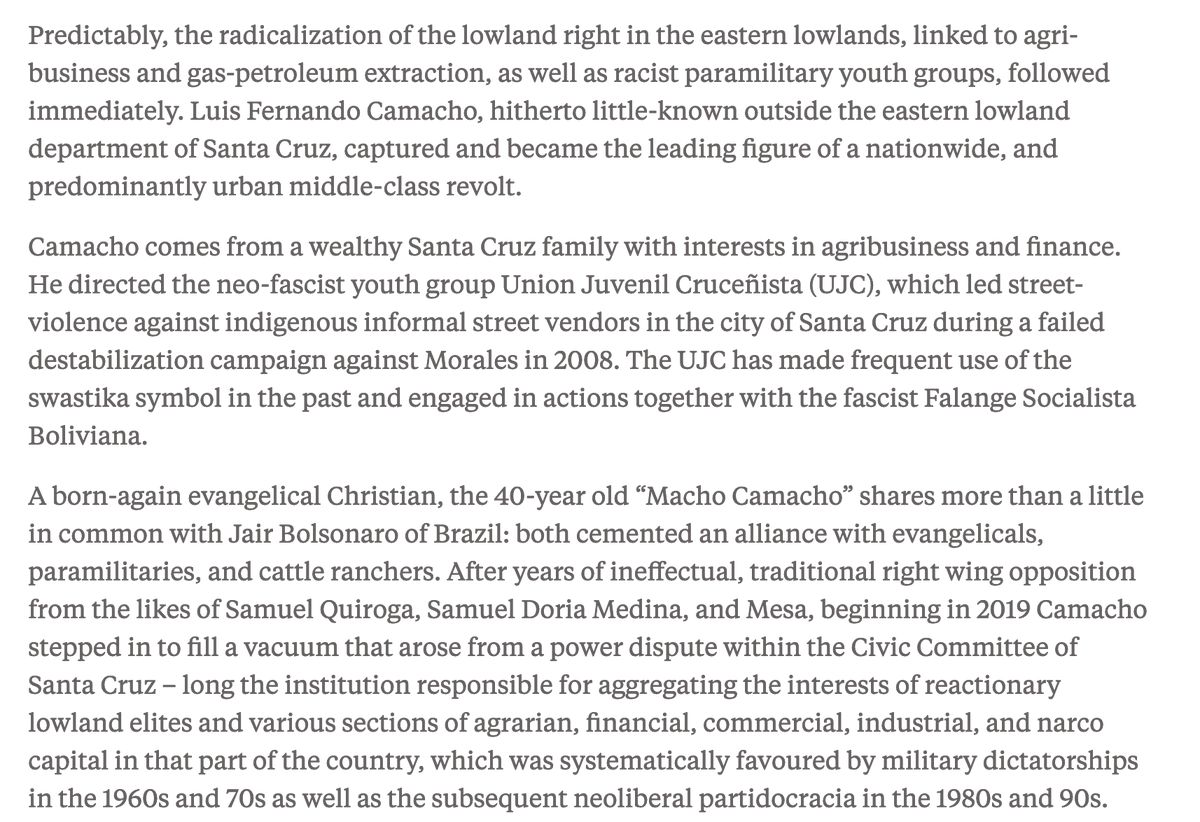 Predictably, the radicalization of the lowland right in the eastern lowlands, linked to agri-
business and gas-petroleum extraction, as well as racist paramilitary youth groups, followed
immediately. Luis Fernando Camacho, hitherto little-known outside the eastern lowland
department of Santa Cruz, captured and became the leading figure of a nationwide, and
predominantly urban middle-class revolt.
Camacho comes from a wealthy Santa Cruz family with interests in agribusiness and finance.
He directed the neo-fascist youth group Union Juvenil Cruceñista (UJC), which led street-
violence against indigenous informal street vendors in the city of Santa Cruz during a failed
destabilization campaign against Morales in 2008. The UJC has made frequent use of the
swastika symbol in the past and engaged in actions together with the fascist Falange Socialista
Boliviana.
A born-again evangelical Christian, the 40-year old “Macho Camacho” shares more than a little
in common with Jair Bolsonaro of Brazil: both cemented an alliance with evangelicals,
paramilitaries, and cattle ranchers. After years of ineffectual, traditional right wing opposition
from the likes of Samuel Quiroga, Samuel Doria Medina, and Mesa, beginning in 2019 Camacho
stepped in to fill a vacuum that arose from a power dispute within the Civic Committee of
Santa Cruz – long the institution responsible for aggregating the interests of reactionary
lowland elites and various sections of agrarian, financial, commercial, industrial, and narco
capital in that part of the country, which was systematically favoured by military dictatorships
in the 1960s and 70s as well as the subsequent neoliberal partidocracia in the 1980s and 90s.